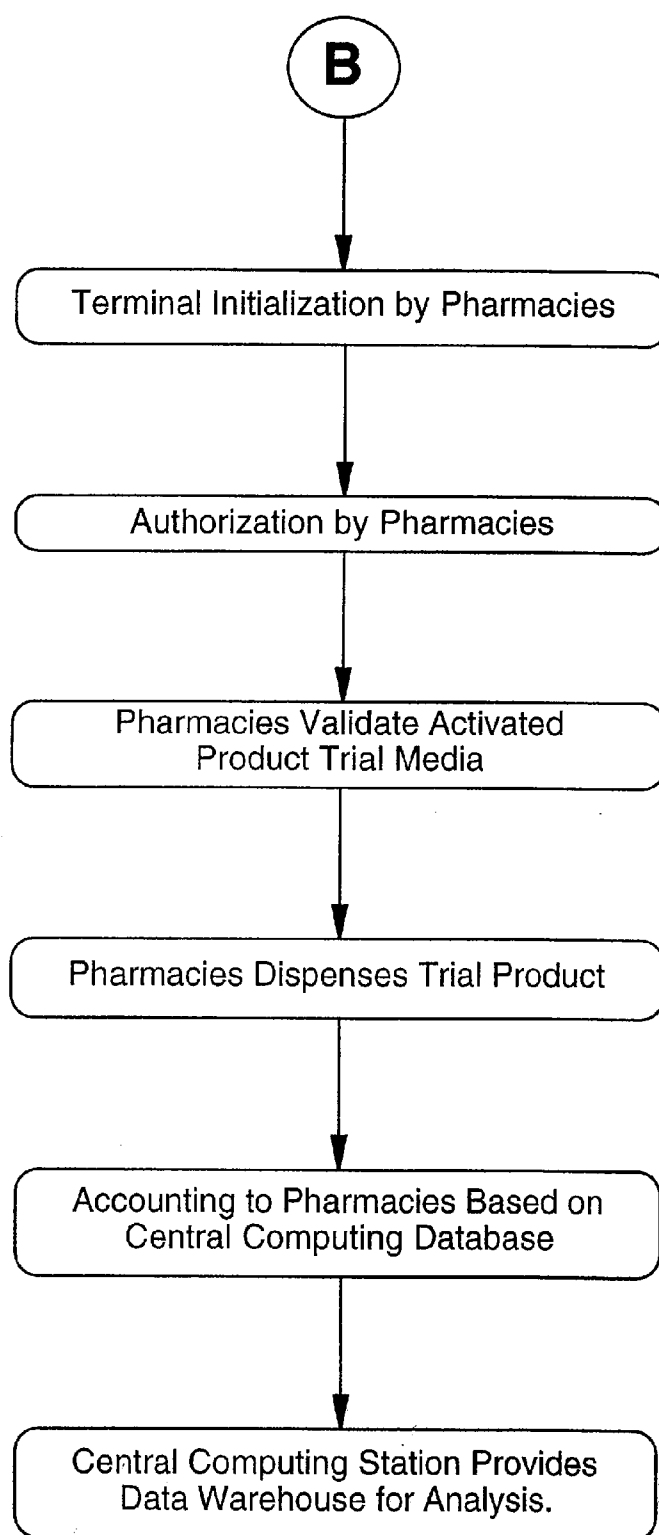 B
Terminal Initialization by Pharmacies
Authorization by Pharmacies
Pharmacies Validate Activated
Product Trial Media
Pharmacies Dispenses Trial Product
Accounting to Pharmacies Based on
Central Computing Database
Central Computing Station Provides
Data Warehouse for Analysis.